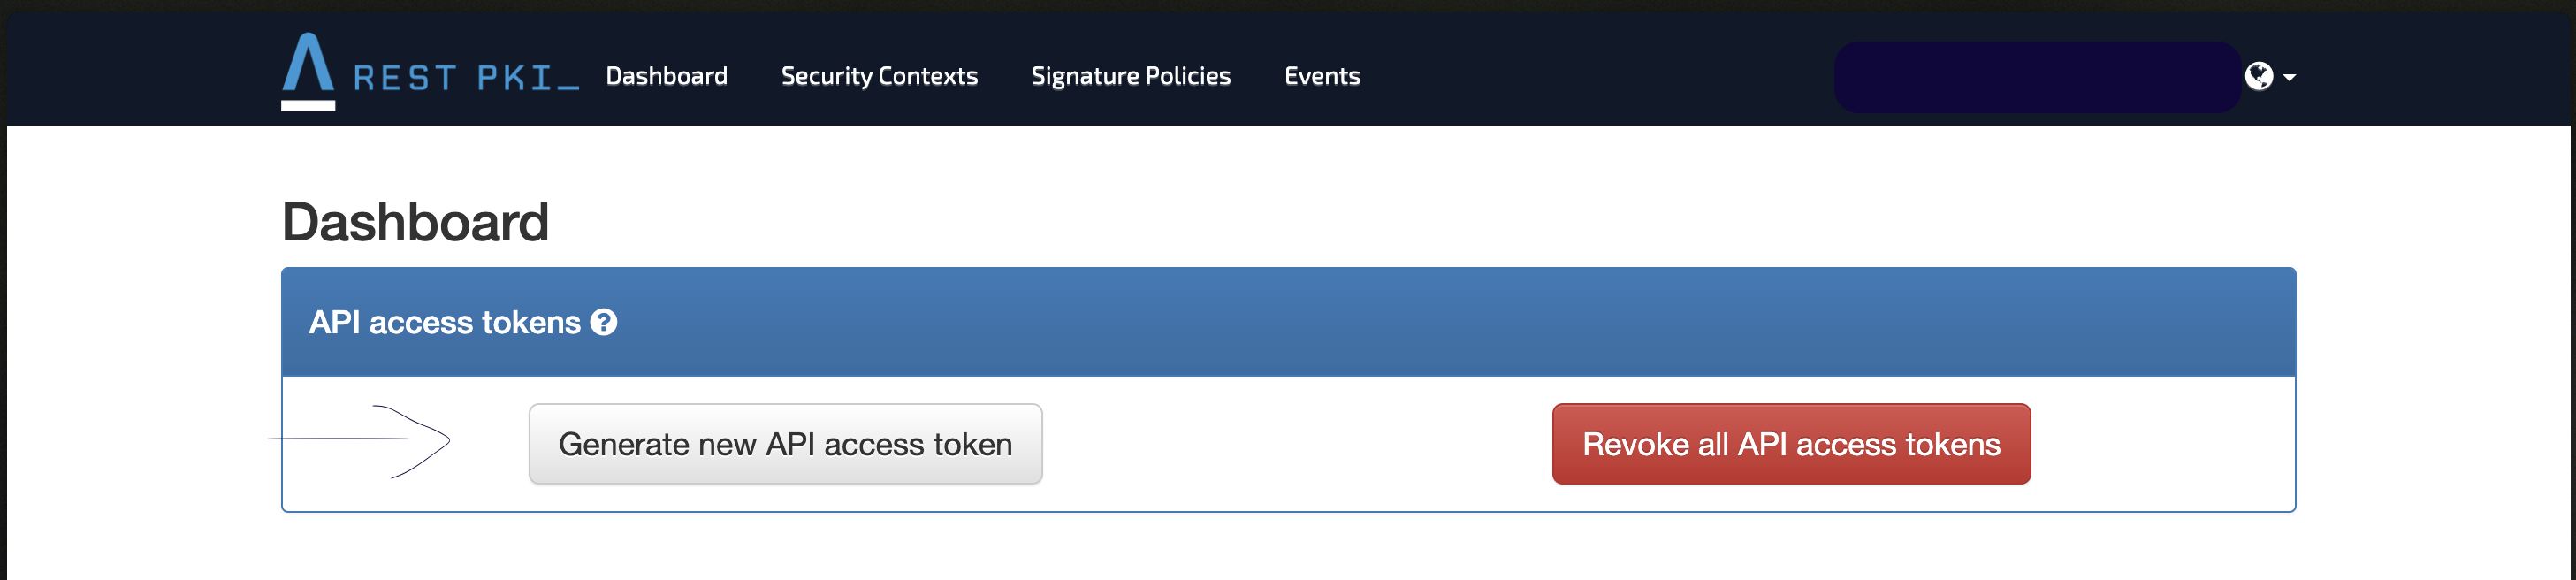 REST PKI_ Dashboard Security Contexts Signature Policies Events
Dashboard
API access tokens ?
Generate new API access token Revoke all API access tokens